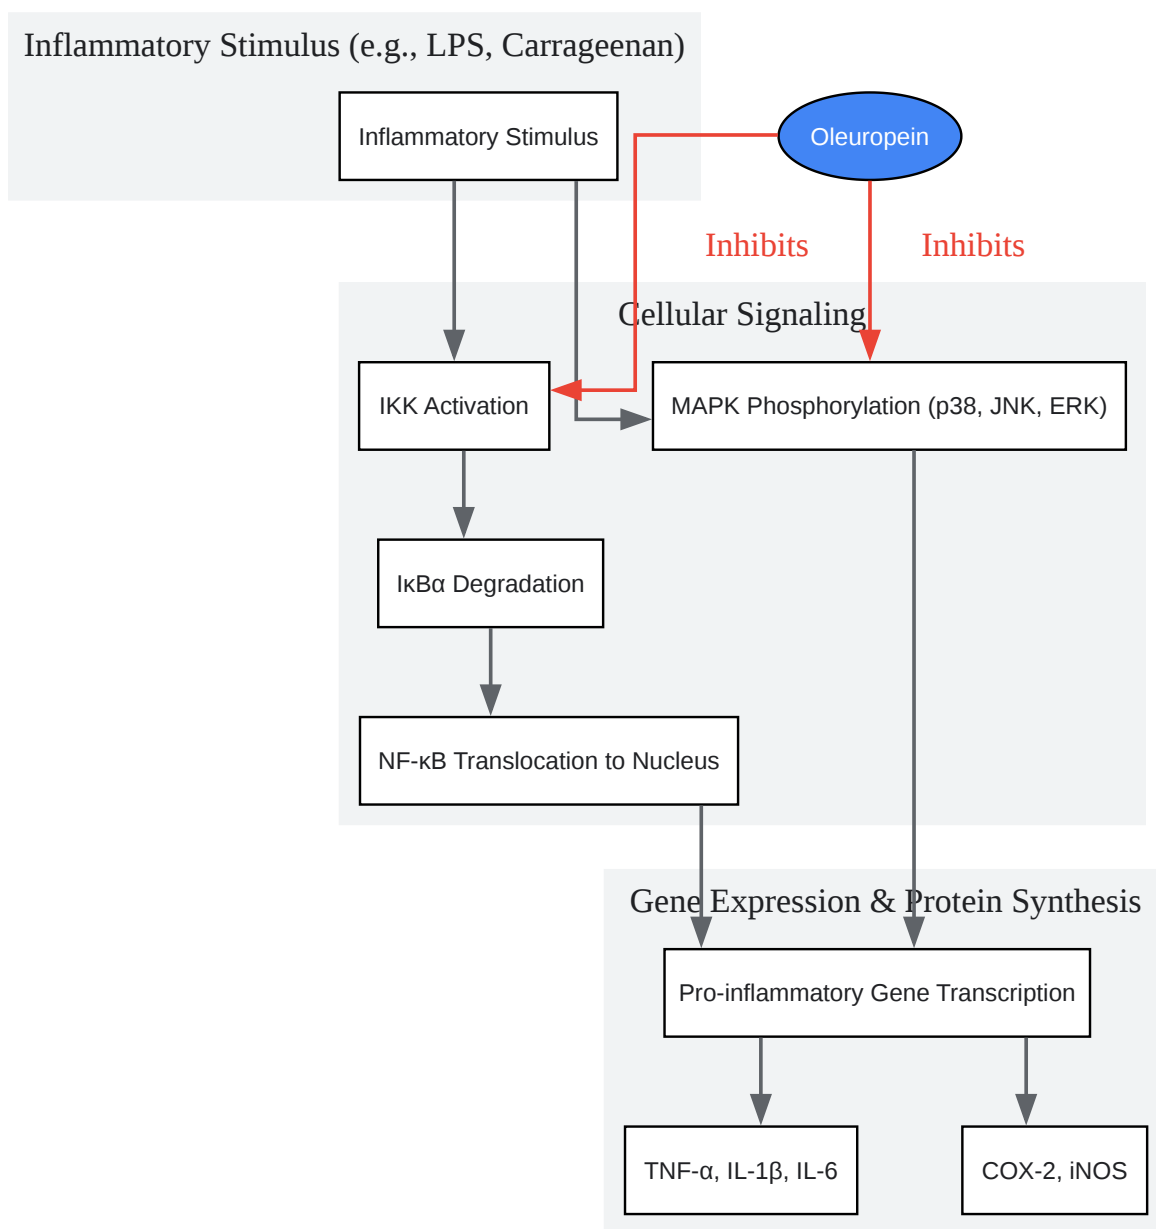 Inflammatory Stimulus (e.g., LPS, Carrageenan)
Inflammatory Stimulus
Oleuropein
Inhibits
Inhibits
Cellular Signaling
IKK Activation
MAPK Phosphorylation (p38, JNK, ERK)
IκBα Degradation
NF-κB Translocation to Nucleus
Gene Expression & Protein Synthesis
Pro-inflammatory Gene Transcription
TNF-α, IL-1β, IL-6
COX-2, iNOS